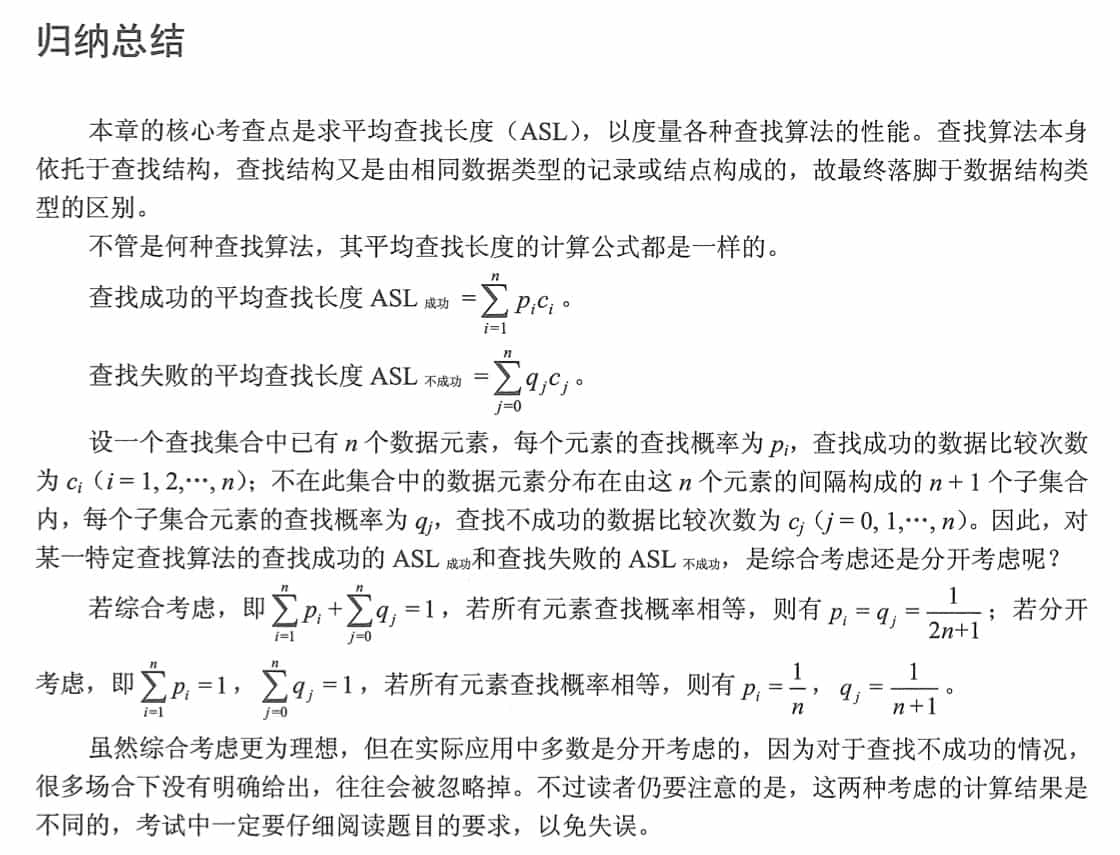 归纳总结
本章的核心考查点是求平均查找长度（ASL），以度量各种查找算法的性能。查找算法本身
依托于查找结构，查找结构又是由相同数据类型的记录或结点构成的，故最终落脚于数据结构类
型的区别。
不管是何种查找算法，其平均查找长度的计算公式都是一样的。
查找成功的平均查找长度 ASL 成功 = \sum_{i=1}^{n} p_i c_i 。
查找失败的平均查找长度 ASL 不成功 = \sum_{j=0}^{n} q_j c_j 。
设一个查找集合中已有 n 个数据元素，每个元素的查找概率为 p_i，查找成功的数据比较次数
为 c_i（i = 1, 2,…, n）；不在此集合中的数据元素分布在由这 n 个元素的间隔构成的 n + 1 个子集合
内，每个子集合元素的查找概率为 q_j，查找不成功的数据比较次数为 c_j（j = 0, 1,…, n）。因此，对
某一特定查找算法的查找成功的 ASL 成功和查找失败的 ASL 不成功，是综合考虑还是分开考虑呢？
若综合考虑，即 \sum_{i=1}^{n} p_i + \sum_{j=0}^{n} q_j = 1，若所有元素查找概率相等，则有 p_i = q_j = \frac{1}{2n+1}；若分开
考虑，即 \sum_{i=1}^{n} p_i = 1，\sum_{j=0}^{n} q_j = 1，若所有元素查找概率相等，则有 p_i = \frac{1}{n}，q_j = \frac{1}{n+1}。
虽然综合考虑更为理想，但在实际应用中多数是分开考虑的，因为对于查找不成功的情况，
很多场合下没有明确给出，往往会被忽略掉。不过读者仍要注意的是，这两种考虑的计算结果是
不同的，考试中一定要仔细阅读题目的要求，以免失误。